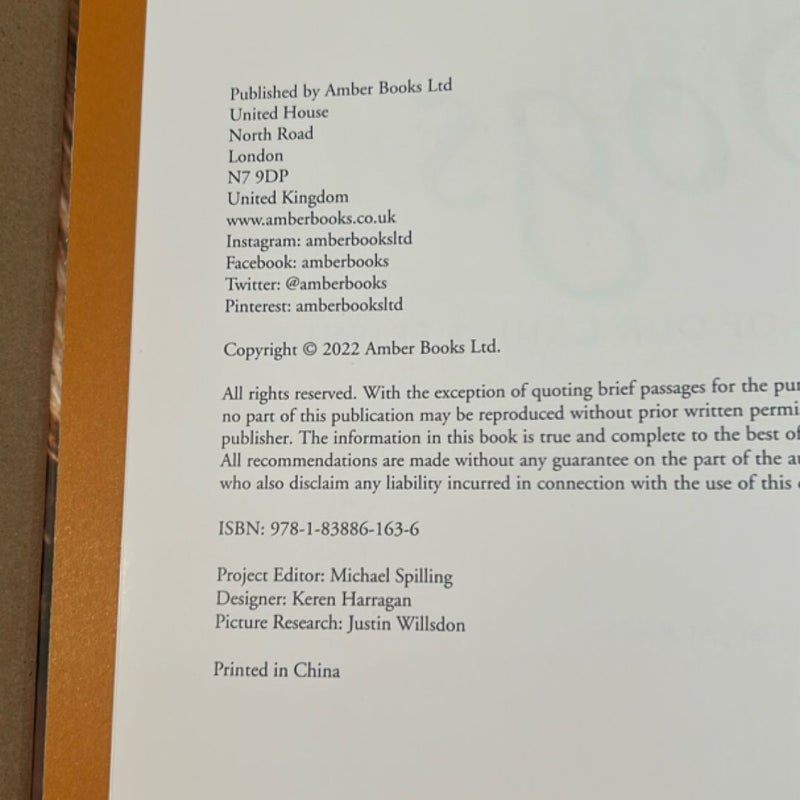 Published by Amber Books Ltd
United House
North Road
London
N7 9DP
United Kingdom
www.amberbooks.co.uk
Instagram: amberbooksltd
Facebook: amberbooks
Twitter: @amberbooks
Pinterest: amberbooksltd
Copyright © 2022 Amber Books Ltd.
All rights reserved. With the exception of quoting brief passages for the
no part of this publication may be reproduced without prior written
publisher. The information in this book is true and complete to the best of
All recommendations are made without any guarantee on the part of the
who also disclaim any liability incurred in connection with the use of this
ISBN: 978-1-83886-163-6
Project Editor: Michael Spilling
Designer: Keren Harragan
Picture Research: Justin Willsdon
Printed in China